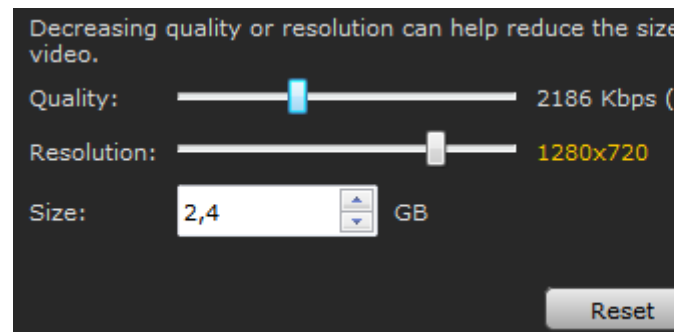 Decreasing quality or resolution can help reduce the size
video.
Quality: 2186 Kbps (
Resolution: 1280x720
Size: 2,4 GB
Reset